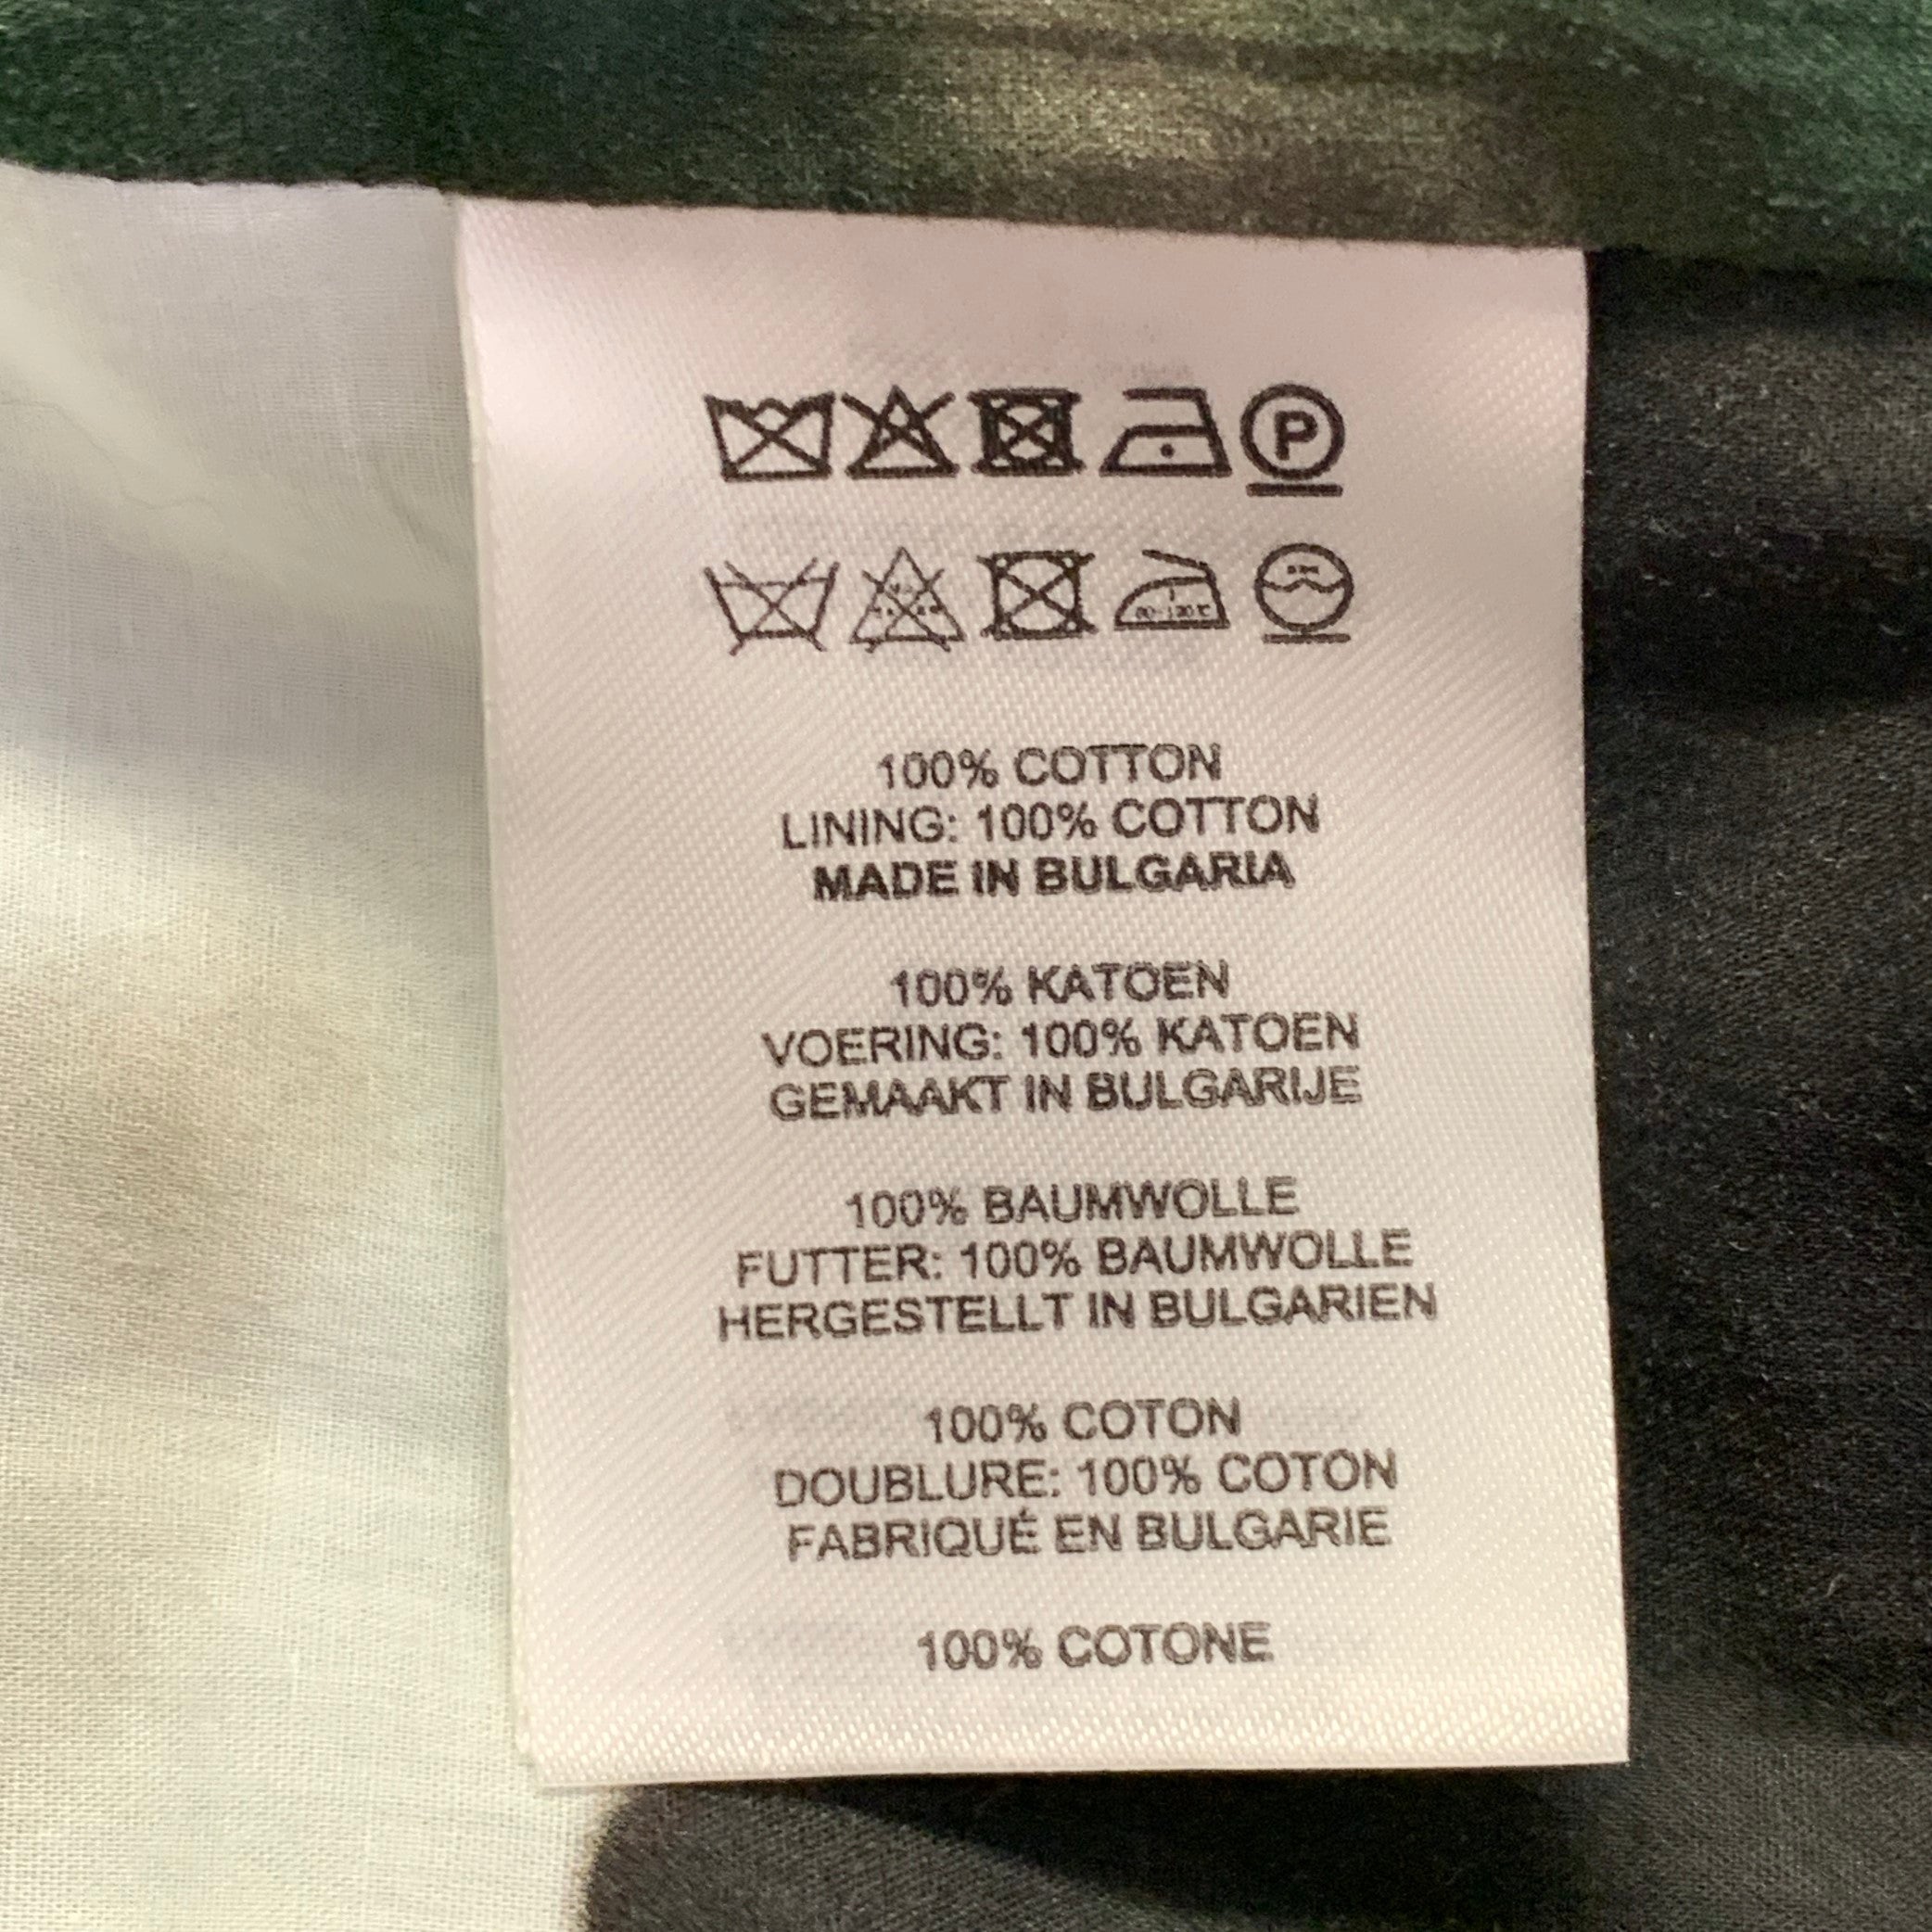 P
100% COTTON
LINING: 100% COTTON
MADE IN BULGARIA
100% KATOEN
VOERING: 100% KATOEN
GEMAAKT IN BULGARIJE
100% BAUMWOLLE
FUTTER: 100% BAUMWOLLE
HERGESTELLT IN BULGARIEN
100% COTON
DOUBLURE: 100% COTON
FABRIQUÉ EN BULGARIE
100% COTONE